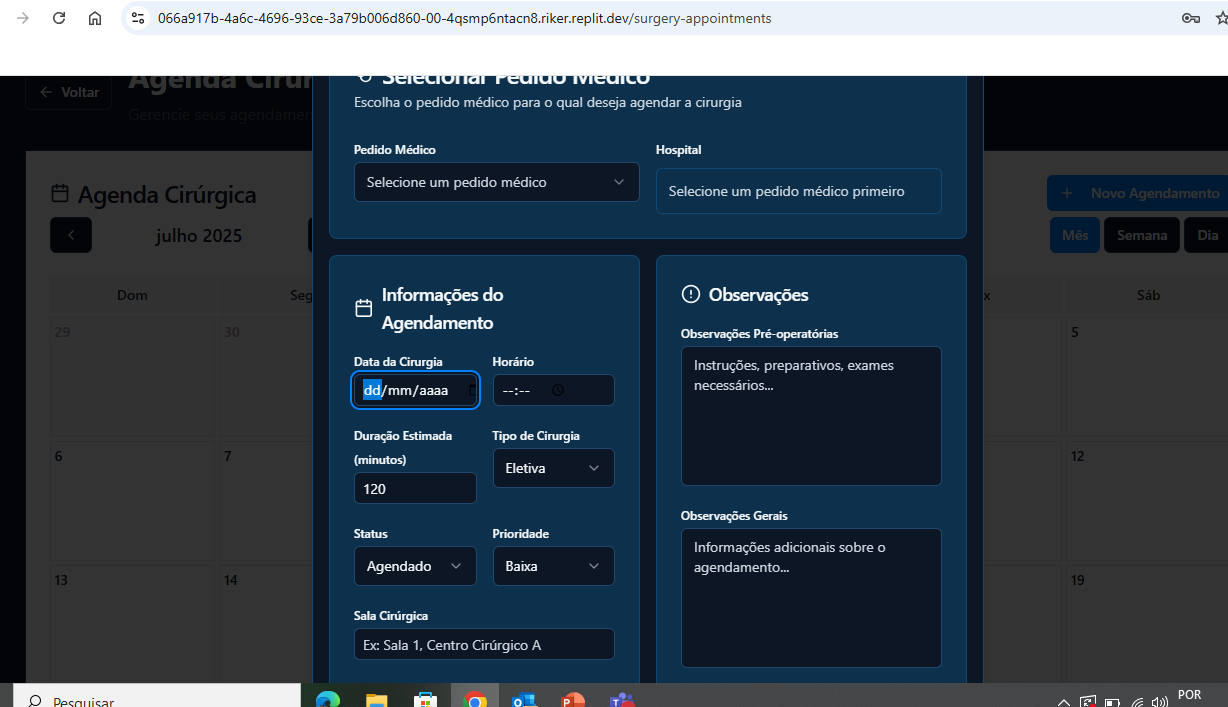 066a917b-4a6c-4696-93ce-3a79b006d860-00-4qsmp6ntacn8.riker.replit.dev/surgery-appointments
Voltar
Agenda Cirúr
Gerencie seus agendamen
Selecionar Pedido Médico
Escolha o pedido médico para o qual deseja agendar a cirurgia
Pedido Médico
Hospital
Selecione um pedido médico
Selecione um pedido médico primeiro
Agenda Cirúrgica
Novo Agendamento
julho 2025
Mês
Semana
Dia
Dom
Seg
x
Sáb
29
30
5
6
7
12
13
14
19
Informações do
Agendamento
Data da Cirurgia
Horário
dd/mm/aaaa
--:--
Duração Estimada
(minutos)
Tipo de Cirurgia
120
Eletiva
Status
Prioridade
Agendado
Baixa
Sala Cirúrgica
Ex: Sala 1, Centro Cirúrgico A
Observações
Observações Pré-operatórias
Instruções, preparativos, exames
necessários...
Observações Gerais
Informações adicionais sobre o
agendamento...
Pesquisar
POR